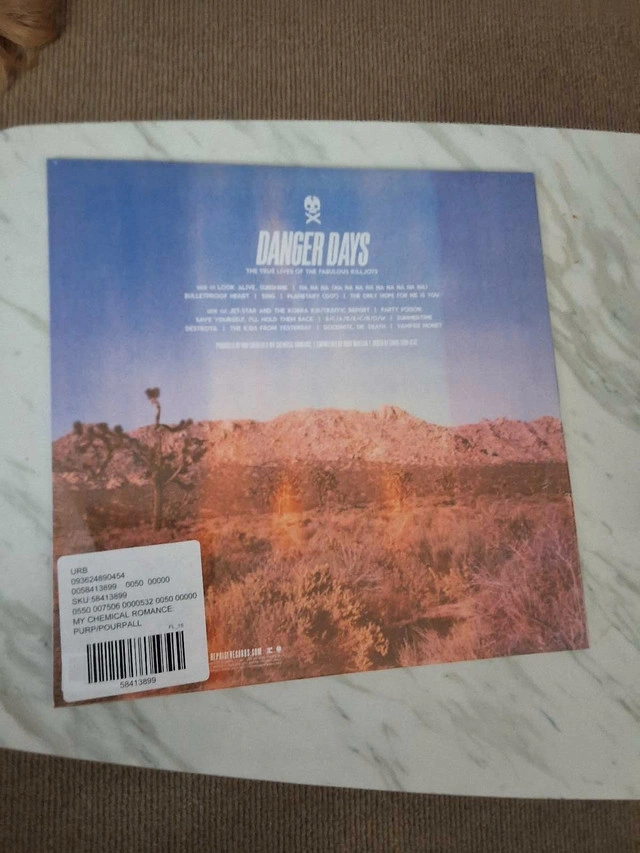 DANGER DAYS
THE TRUE LIVES OF THE FABULOUS KILLJOYS
LOOK ALIVE, SUNSHINE | NA NA NA (NA NA NA NA NA NA NA NA NA)
BULLETPROOF HEART | SING | PLANETARY (GO!) | THE ONLY HOPE FOR ME IS YOU
JET-STAR AND THE KOBRA KID/TRAFFIC REPORT | PARTY POISON
SAVE YOURSELF, I'LL HOLD THEM BACK | S/C/A/R/E/C/R/O/W | SUMMERTIME
DESTROYA | THE KIDS FROM YESTERDAY | GOODNITE, DR. DEATH | VAMPIRE MONEY
URB
093624890454
0058413899 0050 00000
SKU:58413899
0550 007506 0000532 0050 00000
MY CHEMICAL ROMANCE:
PURP/POURPALL
FL_15
58413899
REPRISERECORDS.COM